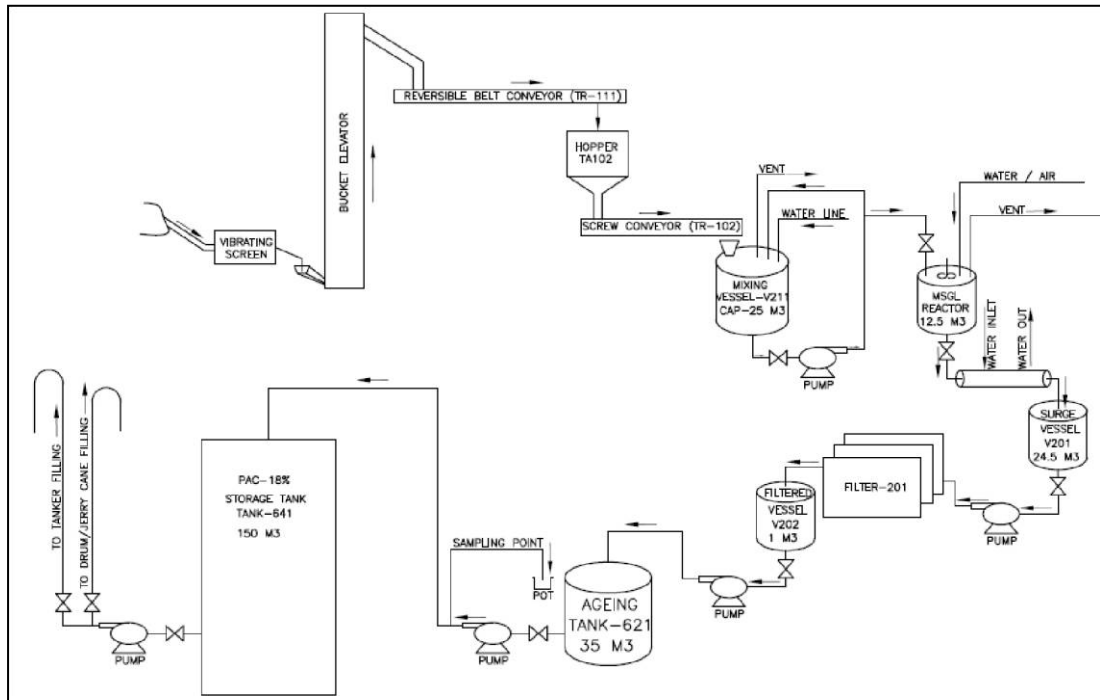 BUCKET ELEVATOR
REVERSIBLE BELT CONVEYOR (TR-111)
HOPPER
TA102
SCREW CONVEYOR (TR-102)
VIBRATING
SCREEN
VENT
WATER LINE
MIXING
VESSEL-V211
CAP-25 M3
PUMP
WATER / AIR
VENT
MSGL
REACTOR
12.5 M3
WATER INLET
WATER OUT
SURGE
VESSEL
V201
24.5 M3
PUMP
FILTER-201
FILTERED
VESSEL
V202
1 M3
PUMP
AGEING
TANK-621
35 M3
SAMPLING POINT
POT
PUMP
PAC-18%
STORAGE TANK
TANK-641
150 M3
PUMP
TO TANKER FILLING
TO DRUM/JERRY CANE FILLING